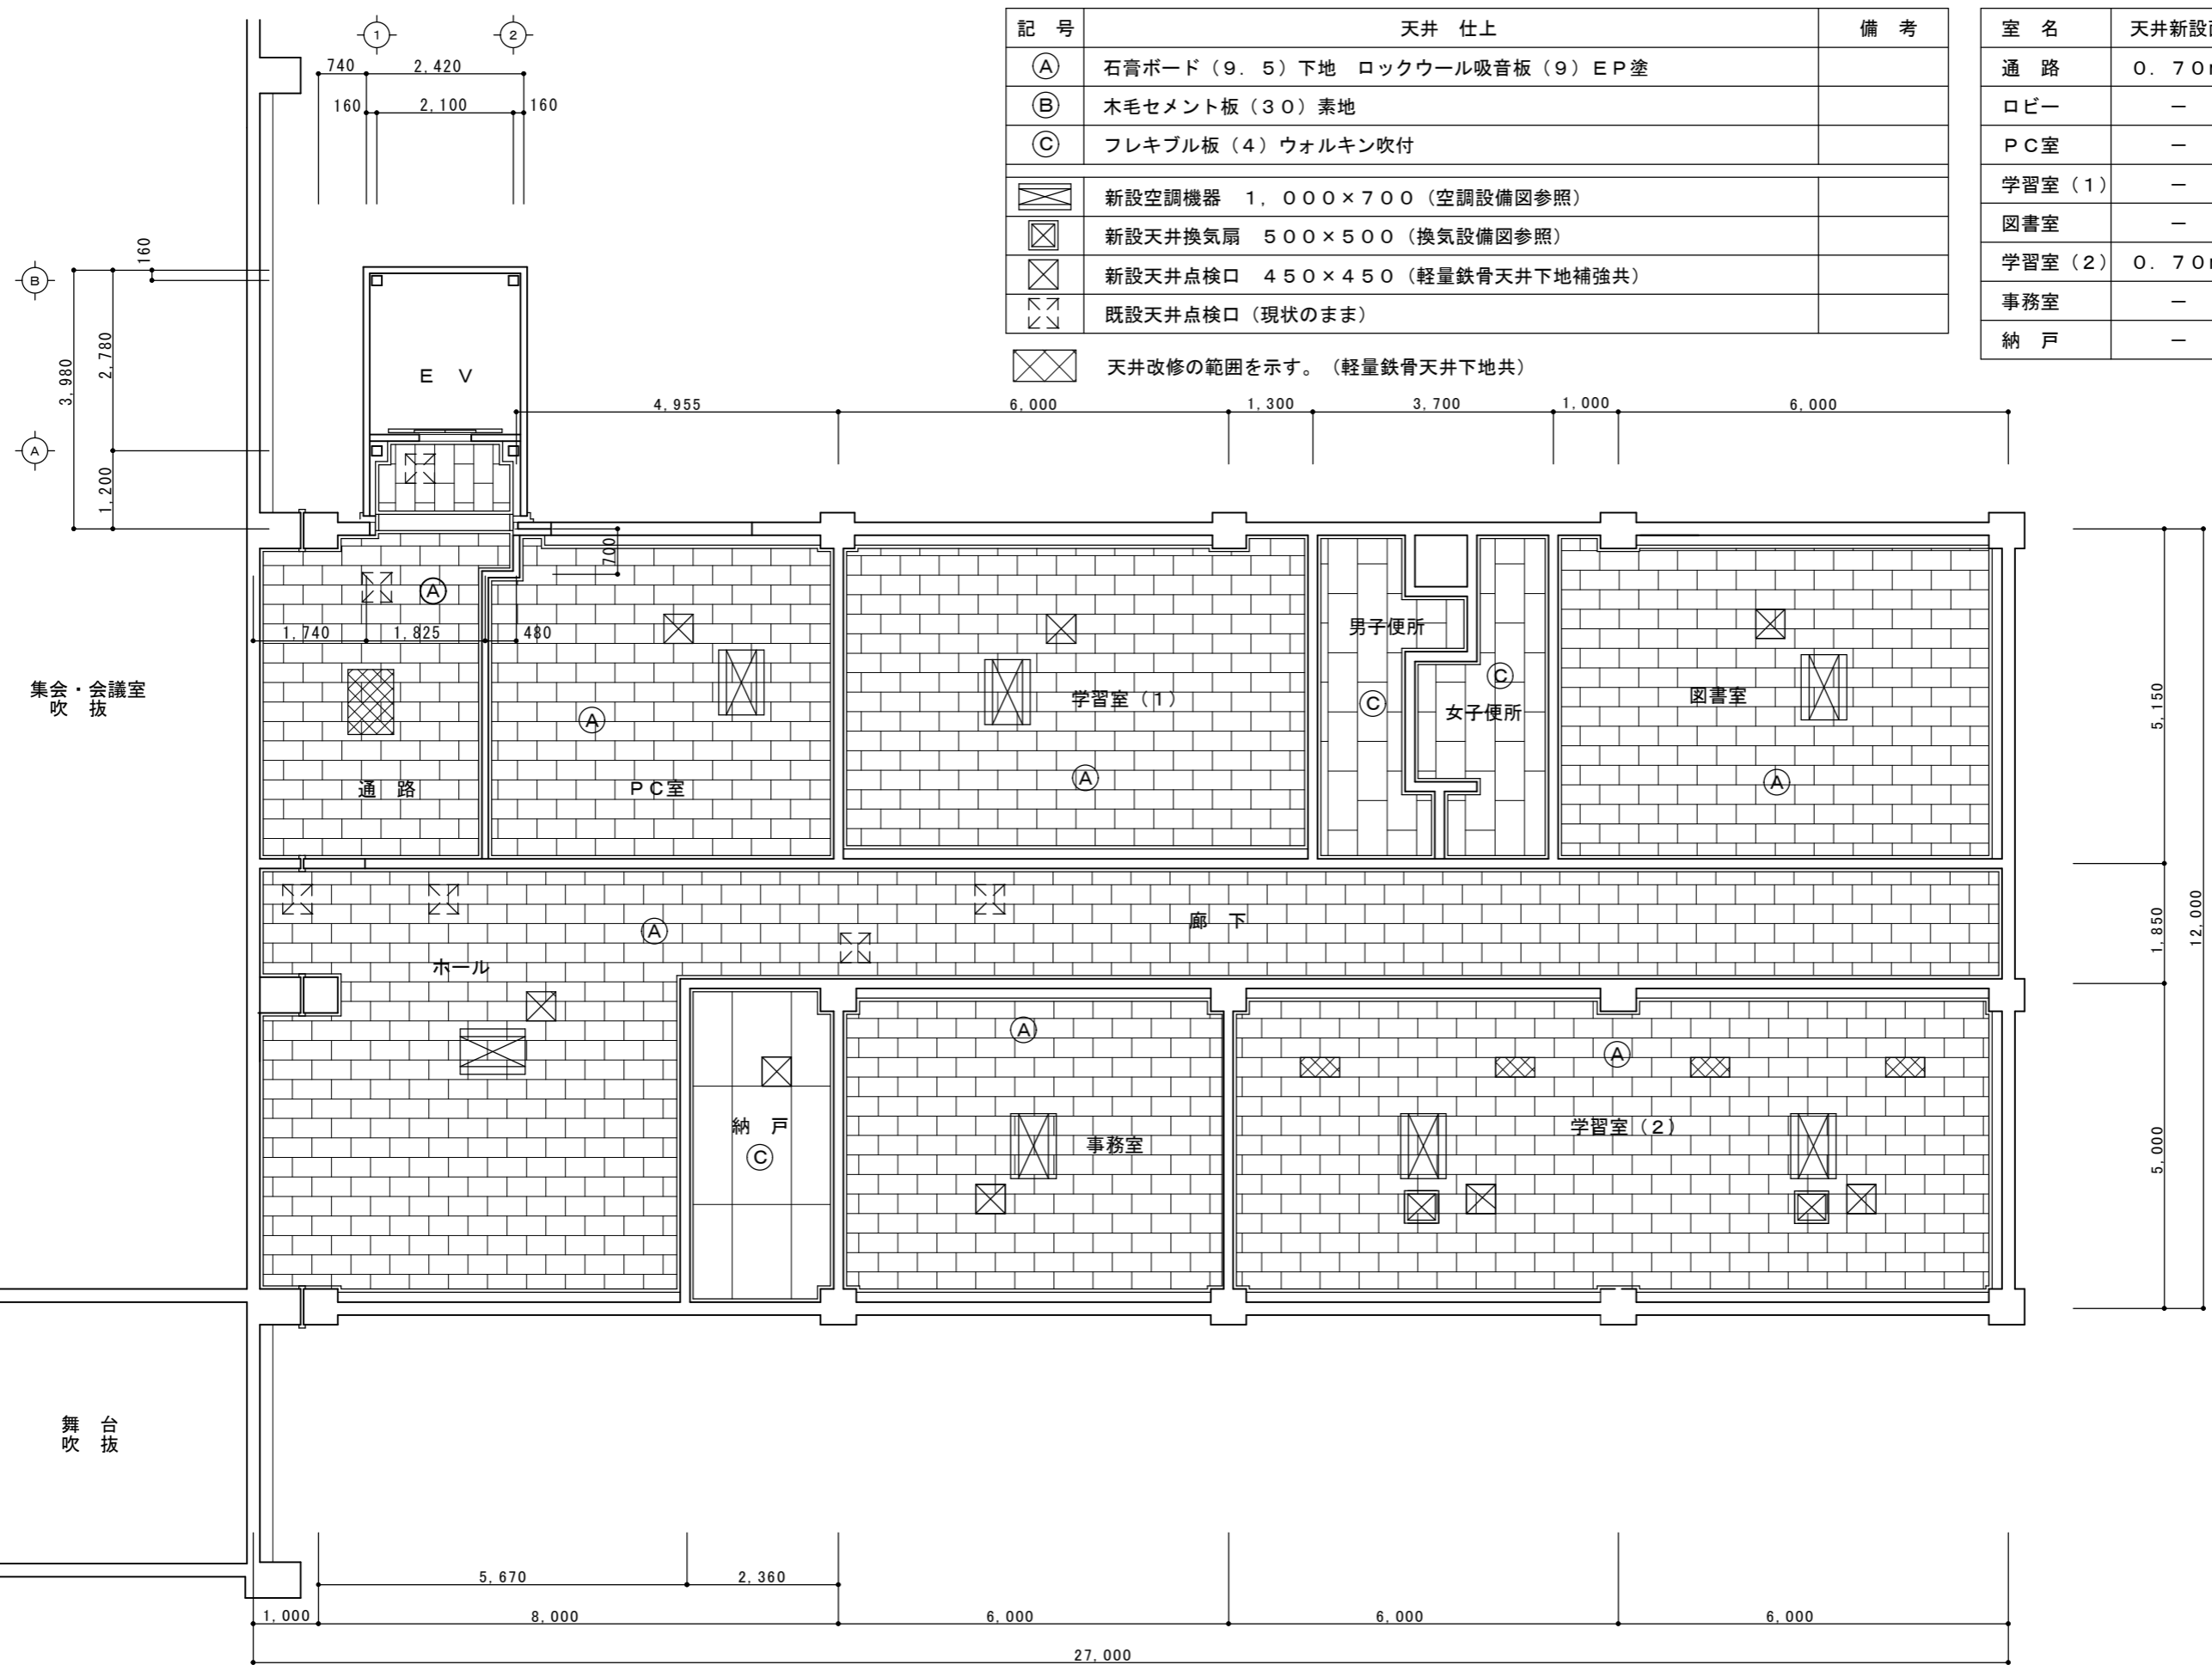 記　号　天井　仕上　備　考
Ⓐ　石膏ボード（９．５）下地　ロックウール吸音板（９）ＥＰ塗
Ⓑ　木毛セメント板（３０）素地
Ⓒ　フレキブル板（４）ウォルキン吹付
新設空調機器　１，０００×７００（空調設備図参照）
新設天井換気扇　５００×５００（換気設備図参照）
新設天井点検口　４５０×４５０（軽量鉄骨天井下地補強共）
既設天井点検口（現状のまま）
天井改修の範囲を示す。（軽量鉄骨天井下地共）
室　名　天井新設
通　路　０．７０
ロビー　－
ＰＣ室　－
学習室（１）　－
図書室　－
学習室（２）　０．７０
事務室　－
納　戸　－
1　2
740　2,420
160　2,100　160
B
160
3,980
2,780
A
1,200
Ｅ　Ｖ
4,955　6,000　1,300　3,700　1,000　6,000
700
Ⓐ
1,740　1,825　480
集会・会議室
吹　抜
通　路
Ⓐ
ＰＣ室
学習室（１）
Ⓐ
男子便所
Ⓒ
Ⓒ
女子便所
図書室
Ⓐ
5,150
Ⓐ
廊　下
ホール
1,850
12,000
納　戸
Ⓒ
Ⓐ
事務室
Ⓐ
学習室（２）
5,000
舞　台
吹　抜
5,670　2,360
1,000　8,000　6,000　6,000　6,000
27,000